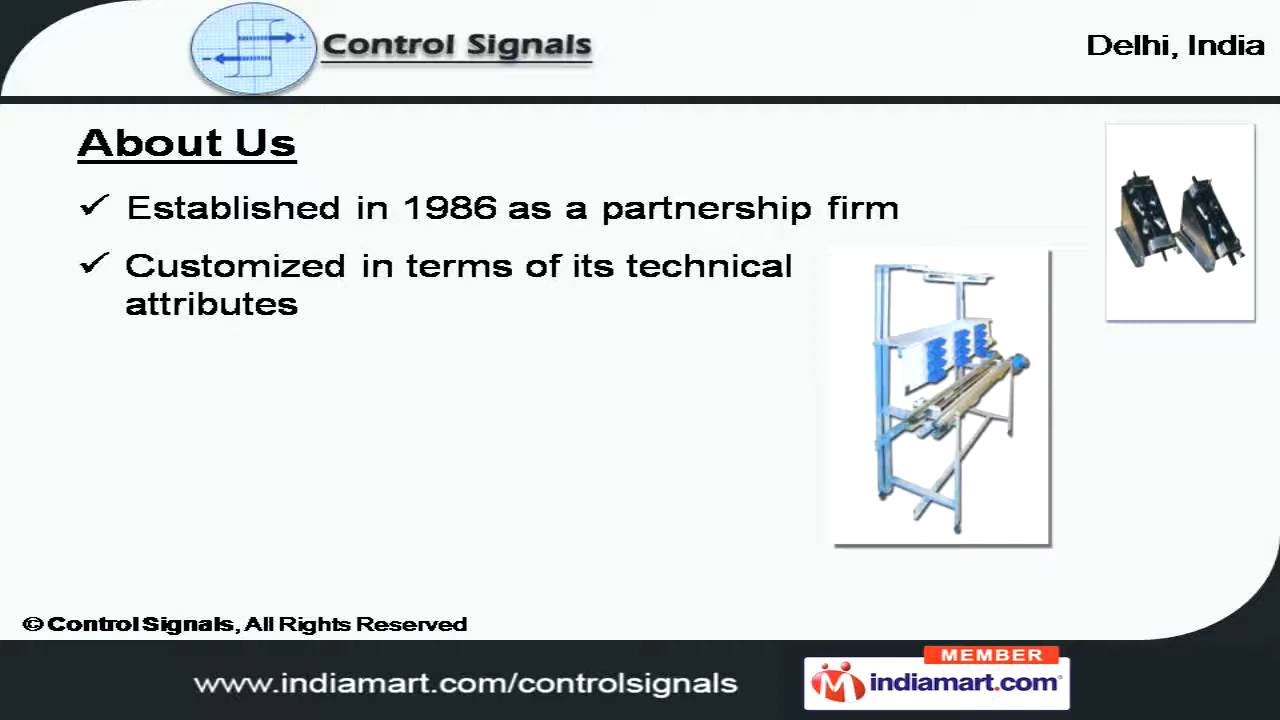 Control Signals
Delhi, India
About Us
✓ Established in 1986 as a partnership firm
✓ Customized in terms of its technical
attributes
© Control Signals, All Rights Reserved
www.indiamart.com/controlsignals
MEMBER
indiamart.com